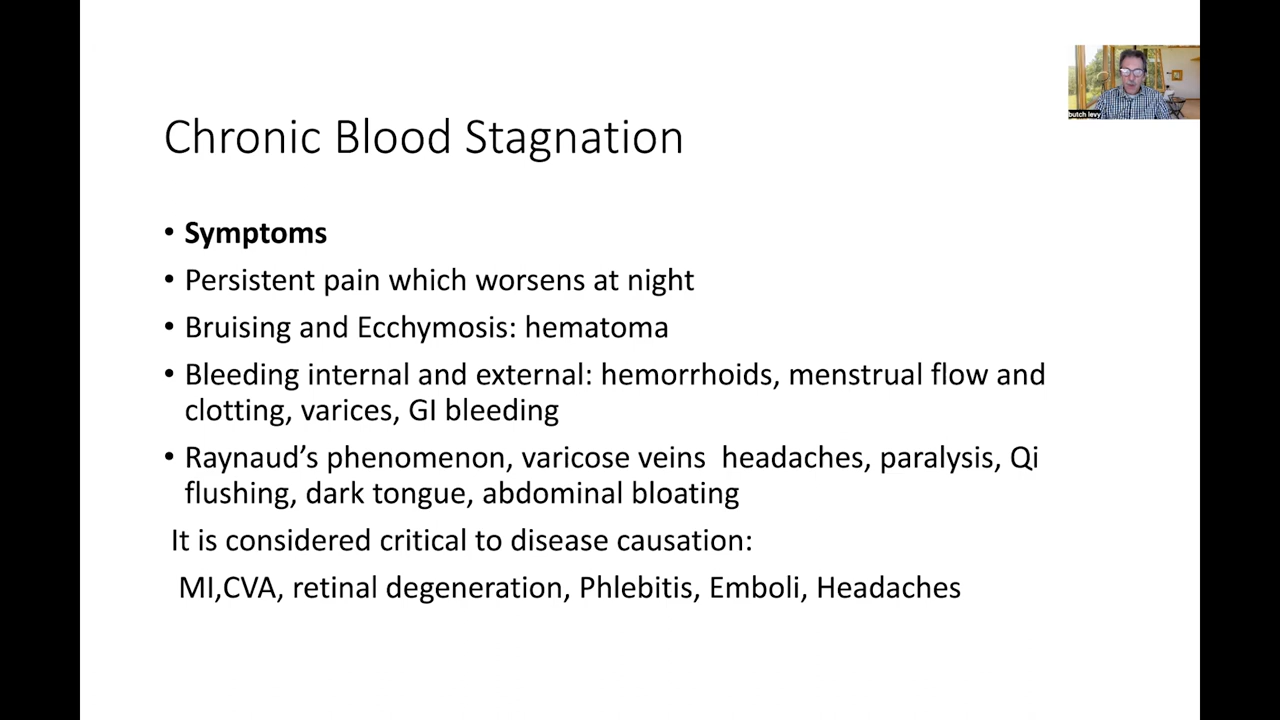 butch levy
Chronic Blood Stagnation
• Symptoms
• Persistent pain which worsens at night
• Bruising and Ecchymosis: hematoma
• Bleeding internal and external: hemorrhoids, menstrual flow and
clotting, varices, GI bleeding
• Raynaud’s phenomenon, varicose veins  headaches, paralysis, Qi
flushing, dark tongue, abdominal bloating
It is considered critical to disease causation:
MI,CVA, retinal degeneration, Phlebitis, Emboli, Headaches